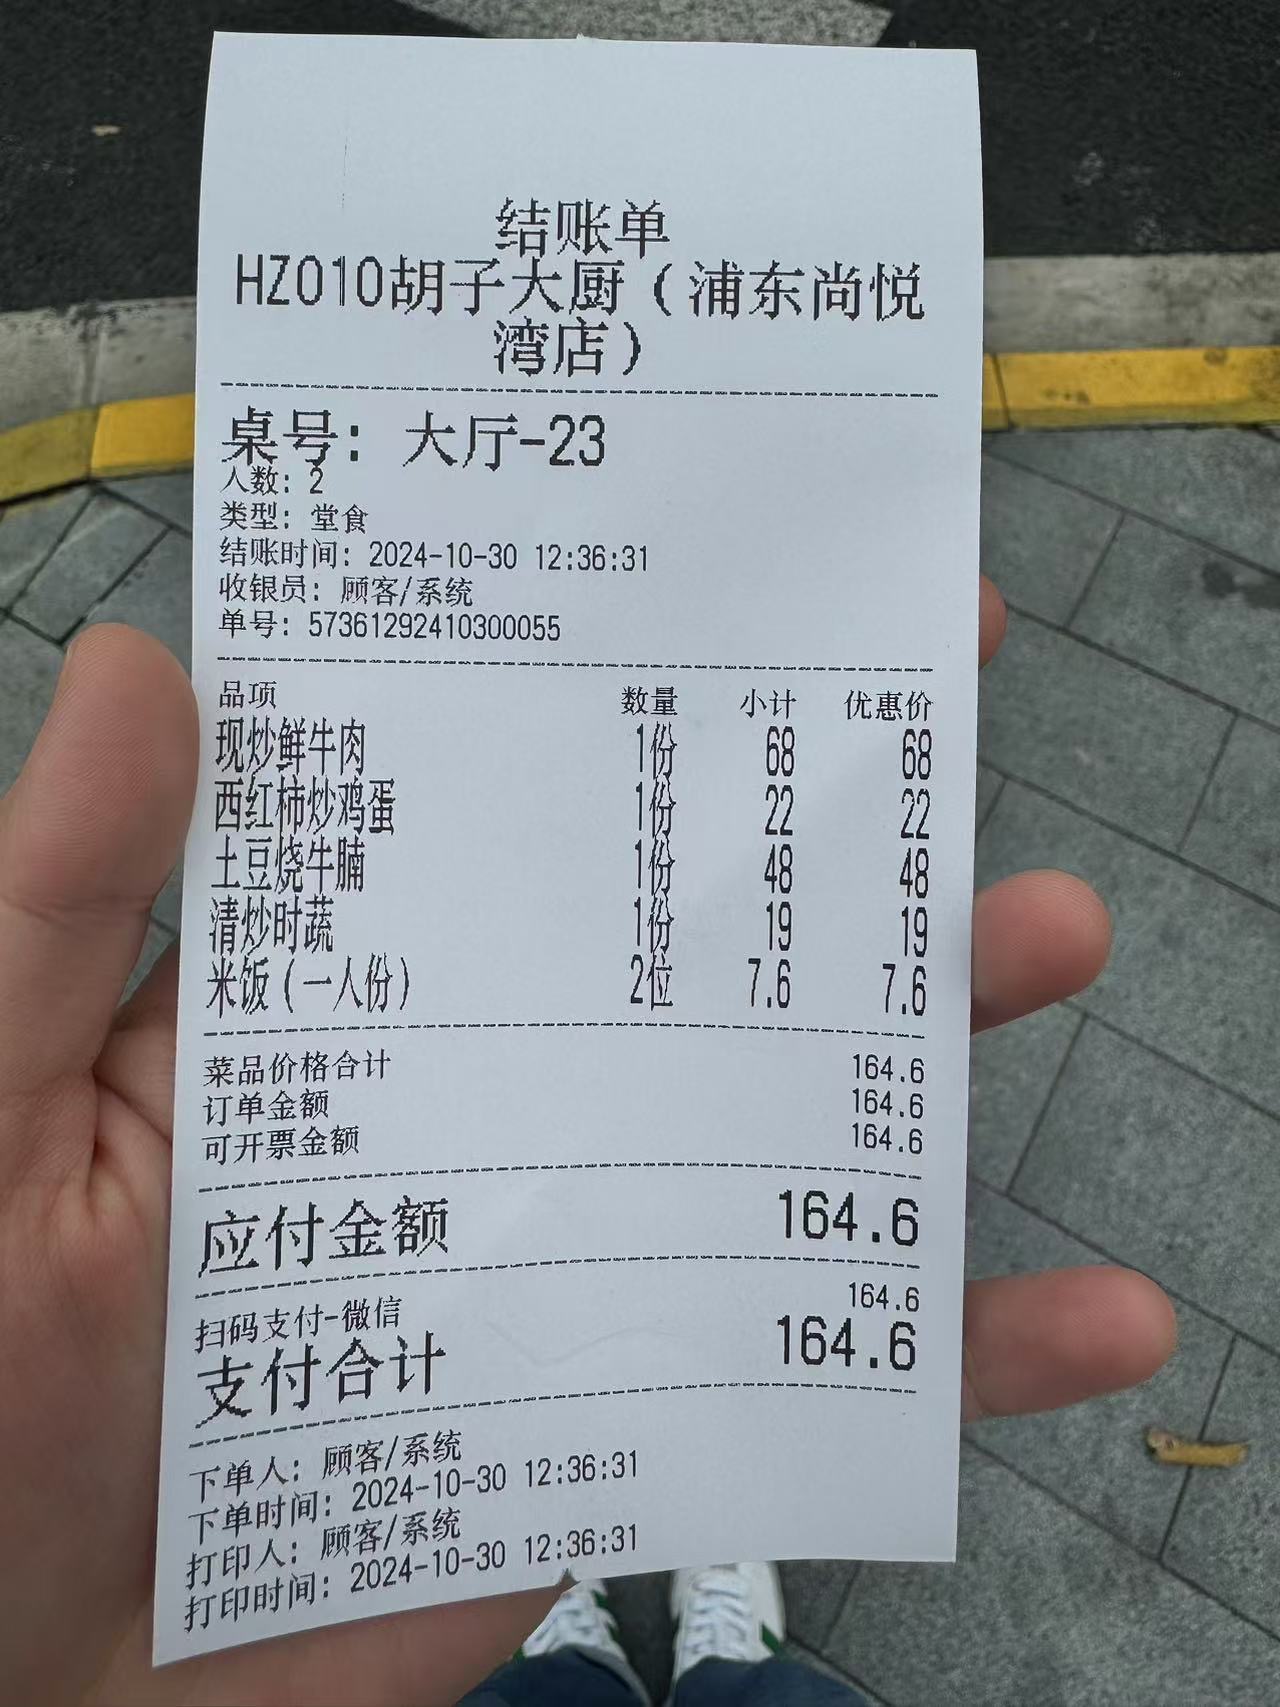 结账单
HZ010胡子大厨（浦东尚悦
湾店）
桌号：大厅-23
人数：2
类型：堂食
结账时间：2024-10-30 12:36:31
收银员：顾客/系统
单号：57361292410300055
品项 数量 小计 优惠价
现炒鲜牛肉 1份 68 68
西红柿炒鸡蛋 1份 22 22
土豆烧牛腩 1份 48 48
清炒时蔬 1份 19 19
米饭（一人份） 2位 7.6 7.6
菜品价格合计 164.6
订单金额 164.6
可开票金额 164.6
应付金额 164.6
扫码支付-微信 164.6
支付合计 164.6
下单人：顾客/系统
下单时间：2024-10-30 12:36:31
打印人：顾客/系统
打印时间：2024-10-30 12:36:31